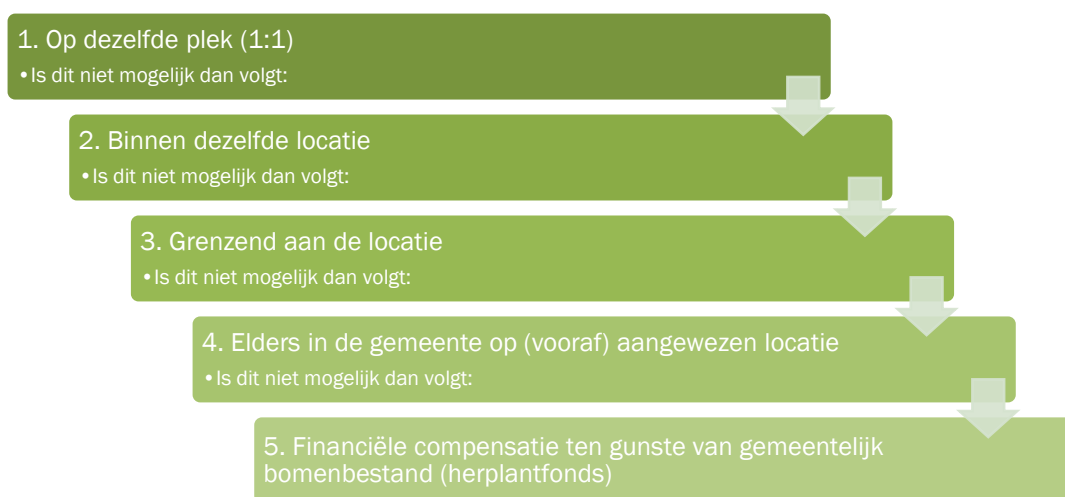 1. Op dezelfde plek (1:1)
•Is dit niet mogelijk dan volgt:
2. Binnen dezelfde locatie
•Is dit niet mogelijk dan volgt:
3. Grenzend aan de locatie
•Is dit niet mogelijk dan volgt:
4. Elders in de gemeente op (vooraf) aangewezen locatie
•Is dit niet mogelijk dan volgt:
5. Financiële compensatie ten gunste van gemeentelijk
bomenbestand (herplantfonds)